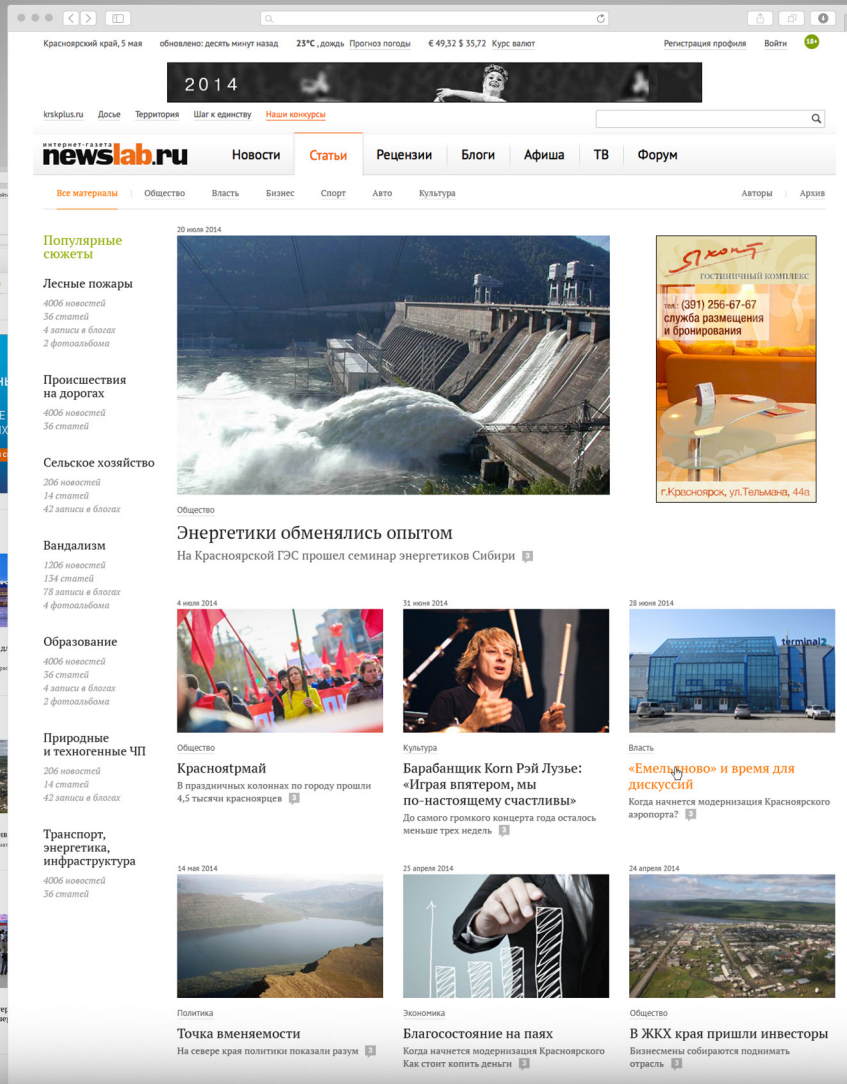 Красноярский край, 5 мая
обновлено: десять минут назад
23°C , дождь Прогноз погоды
€ 49,32 $ 35,72 Курс валют
Регистрация профиля
Войти
18+
2014
krskplus.ru
Досье
Территория
Шаг к единству
Наши конкурсы
интернет-газета
newslab.ru
Новости
Статьи
Рецензии
Блоги
Афиша
ТВ
Форум
Все материалы
Общество
Власть
Бизнес
Спорт
Авто
Культура
Авторы
Архив
Популярные
сюжеты
Лесные пожары
4006 новостей
36 статей
4 записи в блогах
2 фотоальбома
Происшествия
на дорогах
4006 новостей
36 статей
Сельское хозяйство
206 новостей
14 статей
42 записи в блогах
Вандализм
1206 новостей
134 статей
78 записи в блогах
4 фотоальбома
Образование
4006 новостей
36 статей
4 записи в блогах
2 фотоальбома
Природные
и техногенные ЧП
206 новостей
14 статей
42 записи в блогах
Транспорт,
энергетика,
инфраструктура
4006 новостей
36 статей
20 июля 2014
Общество
Энергетики обменялись опытом
На Красноярской ГЭС прошел семинар энергетиков Сибири 3
Яхонт
ГОСТИНИЧНЫЙ КОМПЛЕКС
тел.: (391) 256-67-67
служба размещения
и бронирования
г.Красноярск, ул.Тельмана, 44а
4 июля 2014
Общество
Красноятрмай
В праздничных колоннах по городу прошли
4,5 тысячи красноярцев 3
31 июня 2014
Культура
Барабанщик Korn Рэй Лузье:
«Играя впятером, мы
по-настоящему счастливы»
До самого громкого концерта года осталось
меньше трех недель 3
28 июня 2014
terminal2
Власть
«Емельяново» и время для
дискуссий
Когда начнется модернизация Красноярского
аэропорта? 3
14 мая 2014
Политика
Точка вменяемости
На севере края политики показали разум 3
25 апреля 2014
Экономика
Благосостояние на паях
Когда начнется модернизация Красноярского
Как стоит копить деньги 3
24 апреля 2014
Общество
В ЖКХ края пришли инвесторы
Бизнесмены собираются поднимать
отрасль 3